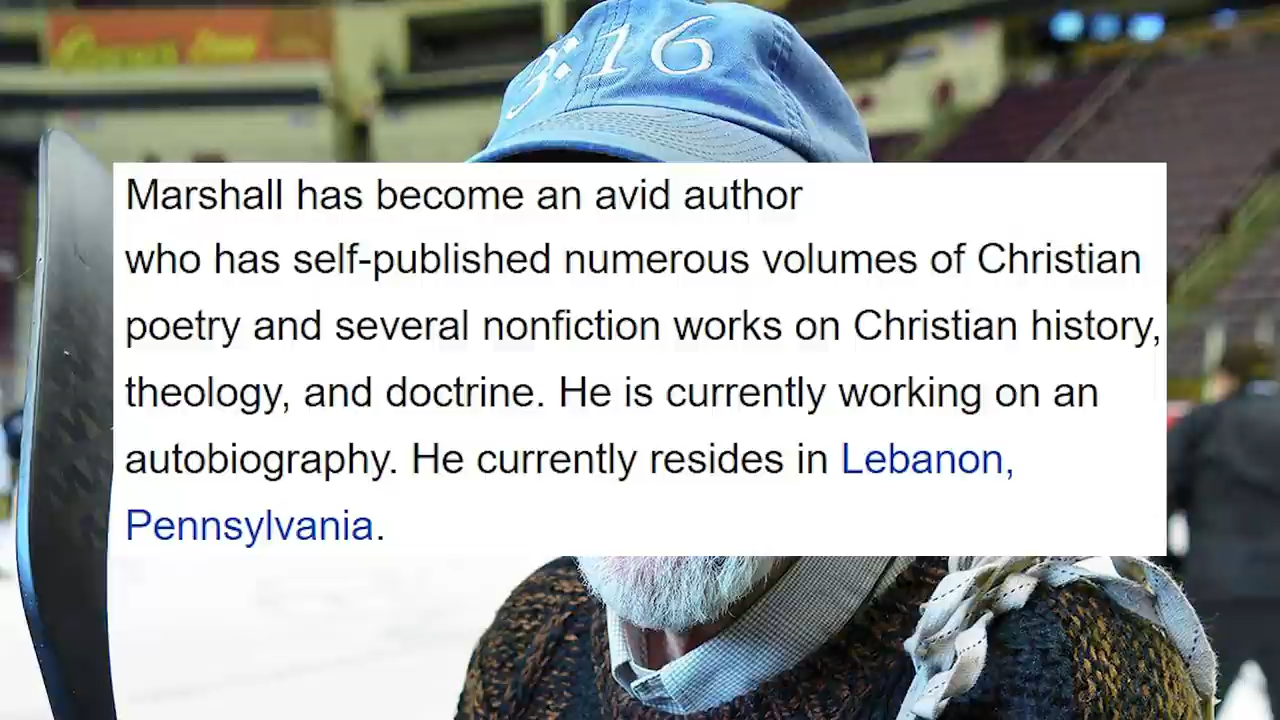 3:16
Marshall has become an avid author
who has self-published numerous volumes of Christian
poetry and several nonfiction works on Christian history,
theology, and doctrine. He is currently working on an
autobiography. He currently resides in Lebanon,
Pennsylvania.